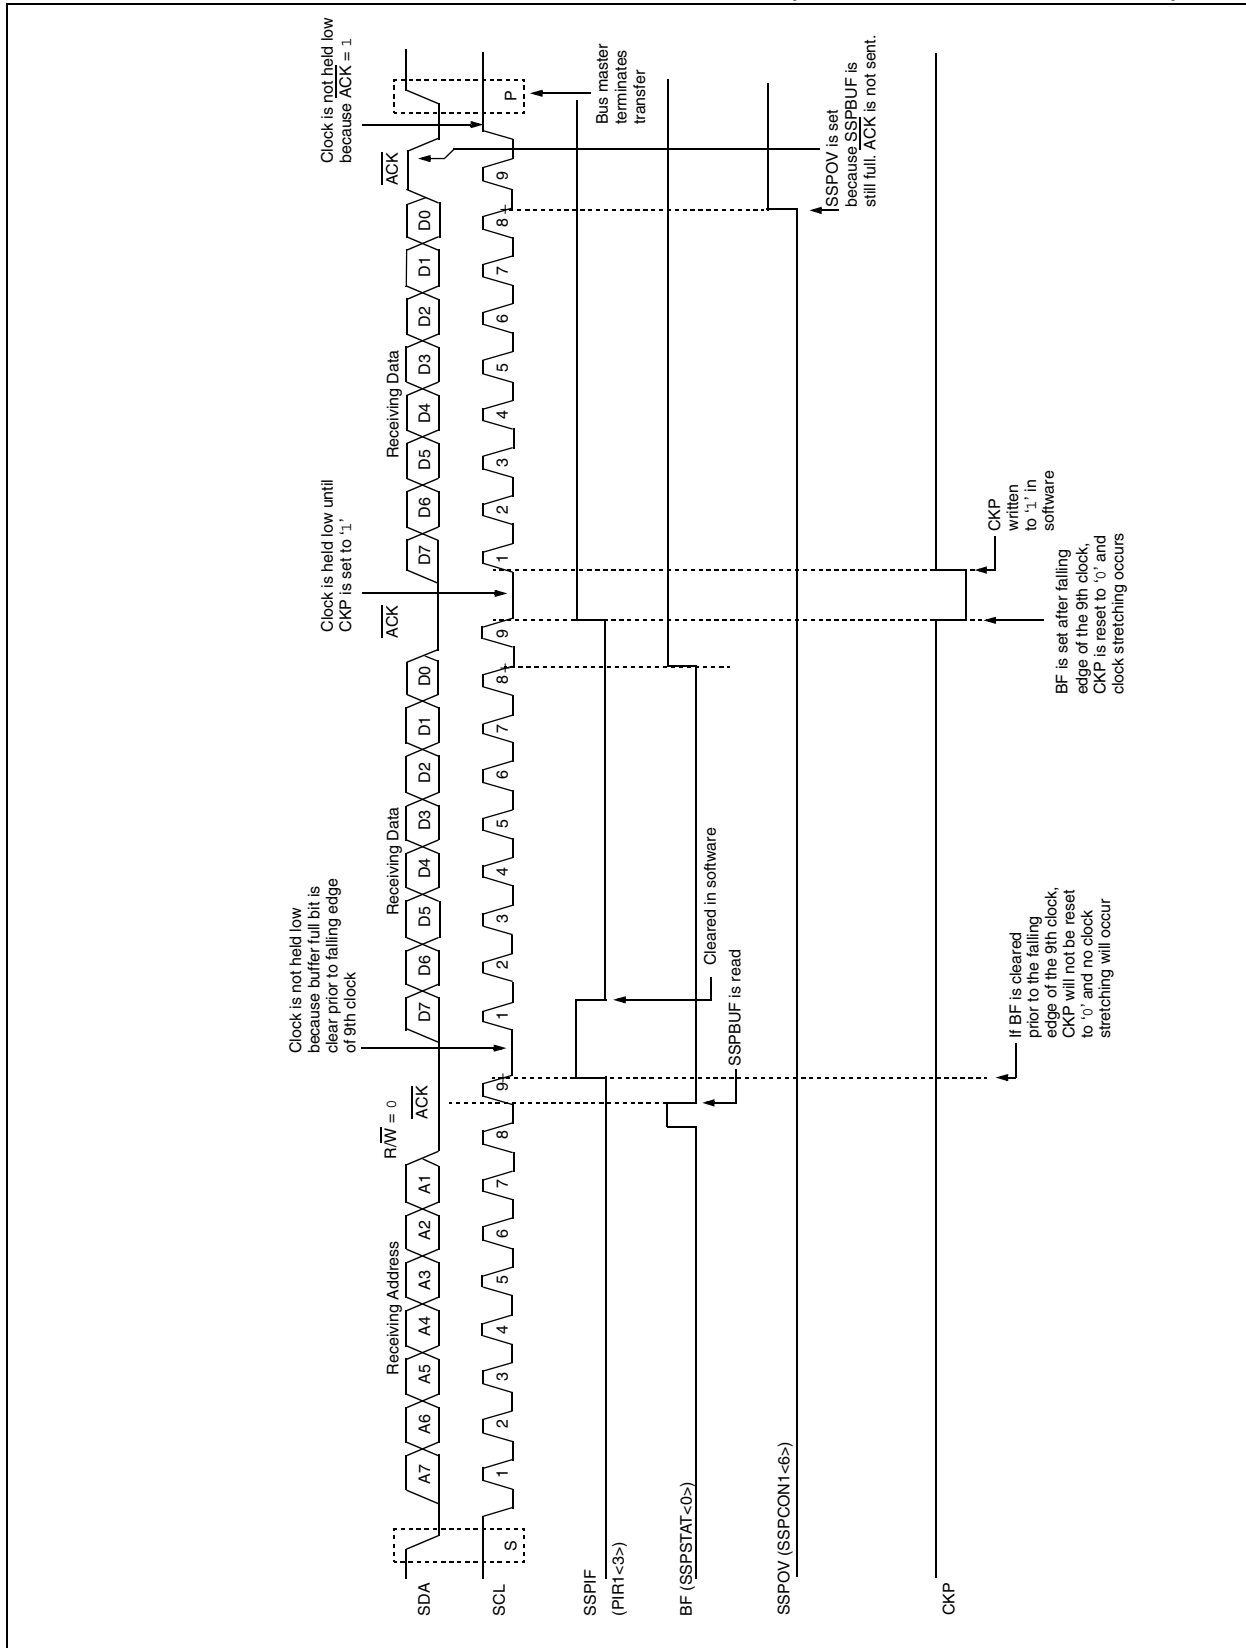 Clock is not held low
because ACK = 1
Clock is held low until
CKP is set to ‘1’
Clock is not held low
because buffer full bit is
clear prior to falling edge
of 9th clock
Receiving Address
R/W = 0
ACK
Receiving Data
ACK
Receiving Data
ACK
SDA
A7 A6 A5 A4 A3 A2 A1
D7 D6 D5 D4 D3 D2 D1 D0
D7 D6 D5 D4 D3 D2 D1 D0
SCL
S
1 2 3 4 5 6 7 8 9
1 2 3 4 5 6 7 8 9
1 2 3 4 5 6 7 8 9
P
Bus master
terminates
transfer
SSPIF
(PIR1<3>)
Cleared in software
BF (SSPSTAT<0>)
SSPBUF is read
SSPOV (SSPCON1<6>)
SSPOV is set
because SSPBUF is
still full. ACK is not sent.
CKP
CKP
written
to ‘1’ in
software
If BF is cleared
prior to the falling
edge of the 9th clock,
CKP will not be reset
to ‘0’ and no clock
stretching will occur
BF is set after falling
edge of the 9th clock,
CKP is reset to ‘0’ and
clock stretching occurs